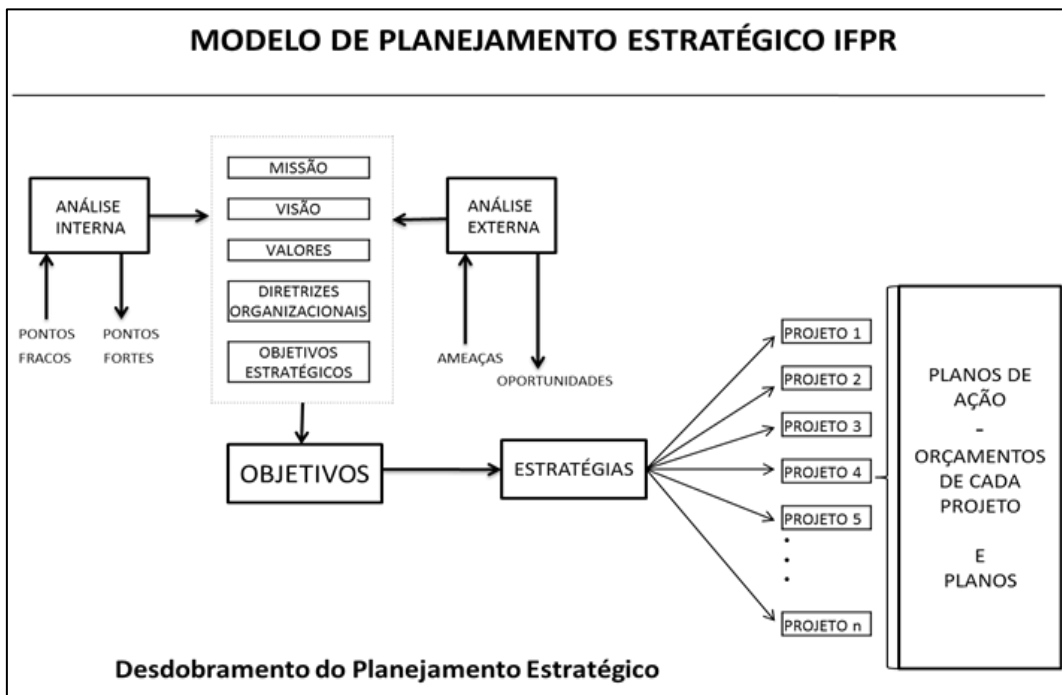 MODELO DE PLANEJAMENTO ESTRATÉGICO IFPR
ANÁLISE
INTERNA
PONTOS
FRACOS
PONTOS
FORTES
MISSÃO
VISÃO
VALORES
DIRETRIZES
ORGANIZACIONAIS
OBJETIVOS
ESTRATÉGICOS
ANÁLISE
EXTERNA
AMEAÇAS
OPORTUNIDADES
OBJETIVOS
ESTRATÉGIAS
PROJETO 1
PROJETO 2
PROJETO 3
PROJETO 4
PROJETO 5
PROJETO n
PLANOS DE
AÇÃO
-
ORÇAMENTOS
DE CADA
PROJETO
E
PLANOS
Desdobramento do Planejamento Estratégico